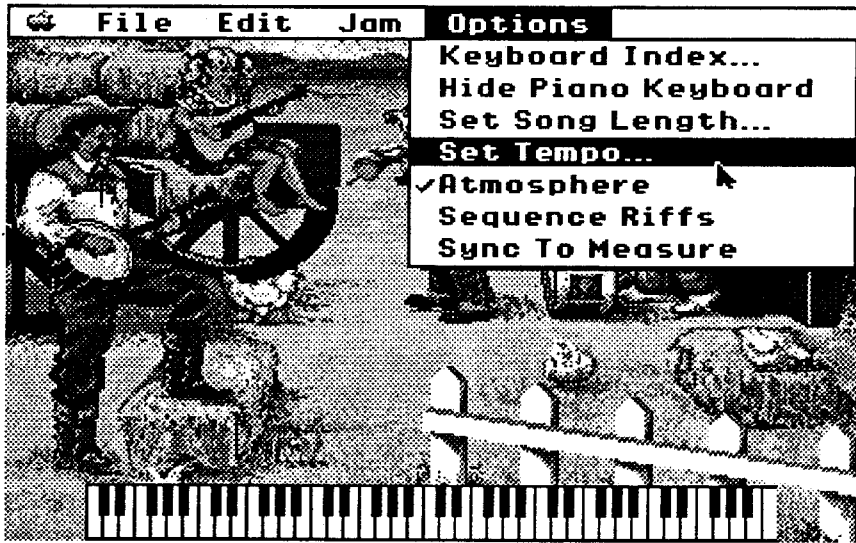 File Edit Jam Options
Keyboard Index...
Hide Piano Keyboard
Set Song Length...
Set Tempo...
✓Atmosphere
Sequence Riffs
Sync To Measure